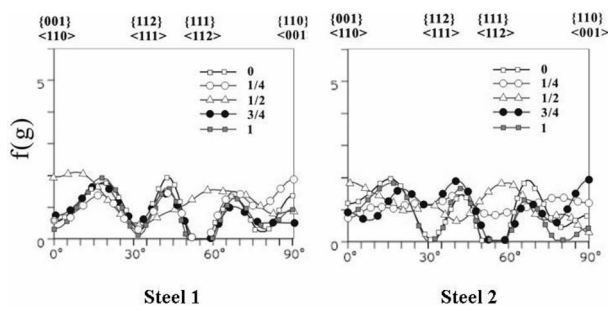 {001} {112} {111} {110}
<110> <111> <112> <001
{001} {112} {111} {110}
<110> <111> <112> <001>
5
0
1/4
1/2
3/4
1
f(g)
0
0° 30° 60° 90°
5
0
1/4
1/2
3/4
1
0
0° 30° 60° 90°
Steel 1 Steel 2